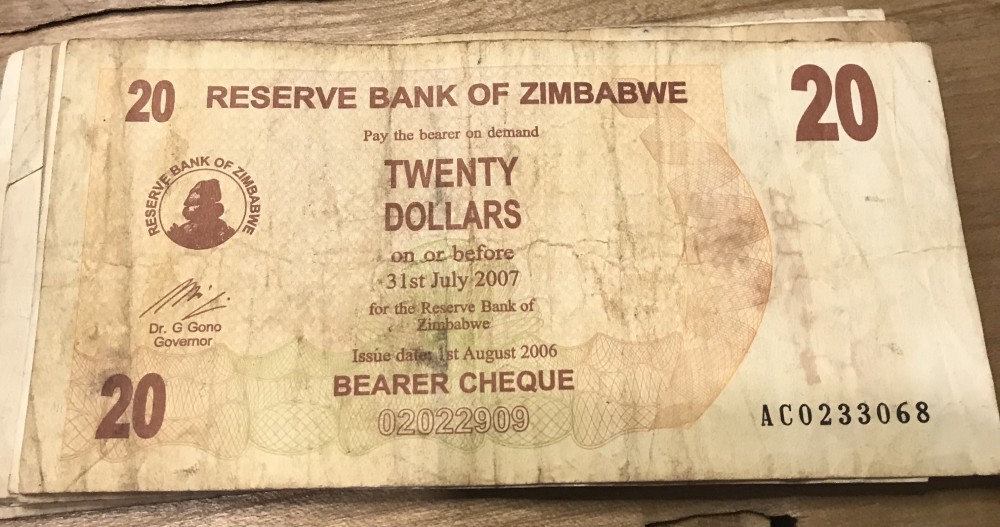 20
RESERVE BANK OF ZIMBABWE
20
Pay the bearer on demand
TWENTY
DOLLARS
RESERVE BANK OF ZIMBABWE
on or before
31st July 2007
for the Reserve Bank of
Zimbabwe
Dr. G Gono
Governor
Issue date: 1st August 2006
BEARER CHEQUE
20
02022909
AC0233068